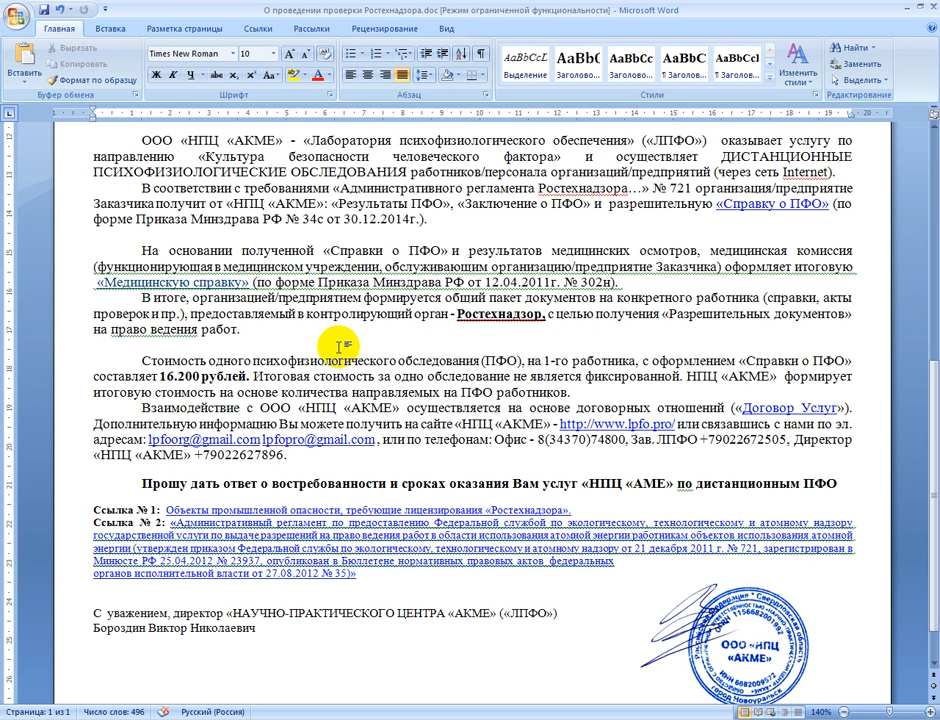 О проведении проверки Ростехнадзора.doc [Режим ограниченной функциональности] - Microsoft Word
Главная Вставка Разметка страницы Ссылки Рассылки Рецензирование Вид
Вставить Вырезать Копировать Формат по образцу
Times New Roman 10
Ж К Ч abc x₂ x² Aa
AaBbCcL AaBb( AaBbCc AaBbC AaBbCcI
Выделение Заголово... Заголово... ¶ Заголово... ¶ Заголово...
Изменить стили
Найти Заменить Выделить
Буфер обмена Шрифт Абзац Стили Редактирование
ООО «НПЦ «АКМЕ» - «Лаборатория психофизиологического обеспечения» («ЛПФО») оказывает услугу по
направлению «Культура безопасности человеческого фактора» и осуществляет ДИСТАНЦИОННЫЕ
ПСИХОФИЗИОЛОГИЧЕСКИЕ ОБСЛЕДОВАНИЯ работников/персонала организаций/предприятий (через сеть Internet).
В соответствии с требованиями «Административного регламента Ростехнадзора…» № 721 организация/предприятие
Заказчика получит от «НПЦ «АКМЕ»: «Результаты ПФО», «Заключение о ПФО» и разрешительную «Справку о ПФО» (по
форме Приказа Минздрава РФ № 34с от 30.12.2014г.).
На основании полученной «Справки о ПФО» и результатов медицинских осмотров, медицинская комиссия
(функционирующая в медицинском учреждении, обслуживающим организацию/предприятие Заказчика) оформляет итоговую
«Медицинскую справку» (по форме Приказа Минздрава РФ от 12.04.2011г. № 302н).
В итоге, организацией/предприятием формируется общий пакет документов на конкретного работника (справки, акты
проверок и пр.), предоставляемый в контролирующий орган - Ростехнадзор, с целью получения «Разрешительных документов»
на право ведения работ.
Стоимость одного психофизиологического обследования (ПФО), на 1-го работника, с оформлением «Справки о ПФО»
составляет 16.200 рублей. Итоговая стоимость за одно обследование не является фиксированной. НПЦ «АКМЕ» формирует
итоговую стоимость на основе количества направляемых на ПФО работников.
Взаимодействие с ООО «НПЦ «АКМЕ» осуществляется на основе договорных отношений («Договор Услуг»).
Дополнительную информацию Вы можете получить на сайте «НПЦ «АКМЕ» - http://www.lpfo.pro/ или связавшись с нами по эл.
адресам: lpfoorg@gmail.com lpfopro@gmail.com , или по телефонам: Офис - 8(34370)74800, Зав. ЛПФО +79022672505, Директор
«НПЦ «АКМЕ» +79022627896.
Прошу дать ответ о востребованности и сроках оказания Вам услуг «НПЦ «АМЕ» по дистанционным ПФО
Ссылка № 1: Объекты промышленной опасности, требующие лицензирования «Ростехнадзора».
Ссылка № 2: «Административный регламент по предоставлению Федеральной службой по экологическому, технологическому и атомному надзору
государственной услуги по выдаче разрешений на право ведения работ в области использования атомной энергии работникам объектов использования атомной
энергии (утвержден приказом Федеральной службы по экологическому, технологическому и атомному надзору от 21 декабря 2011 г. № 721, зарегистрирован в
Минюсте РФ 25.04.2012 № 23937, опубликован в Бюллетене нормативных правовых актов федеральных
органов исполнительной власти от 27.08.2012 № 35)»
С уважением, директор «НАУЧНО-ПРАКТИЧЕСКОГО ЦЕНТРА «АКМЕ» («ЛПФО»)
Бороздин Виктор Николаевич
ООО «НПЦ
«АКМЕ»
ИНН 6682009572
город Новоуральск
Страница: 1 из 1 Число слов: 496 Русский (Россия) 140%